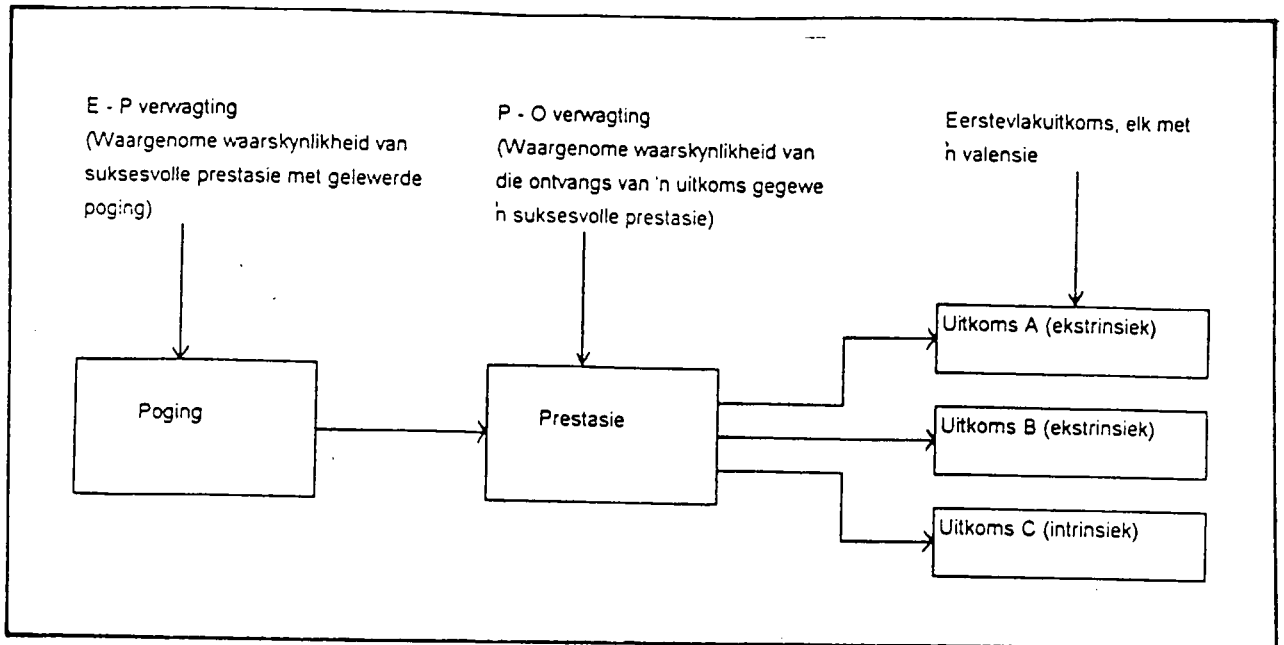 E - P verwagting
(Waargenome waarskynlikheid van
suksesvolle prestasie met gelewerde
poging)
P - O verwagting
(Waargenome waarskynlikheid van
die ontvangs van 'n uitkoms gegewe
'n suksesvolle prestasie)
Eerstevlakuitkoms, elk met
'n valensie
Poging
Prestasie
Uitkoms A (ekstrinsiek)
Uitkoms B (ekstrinsiek)
Uitkoms C (intrinsiek)